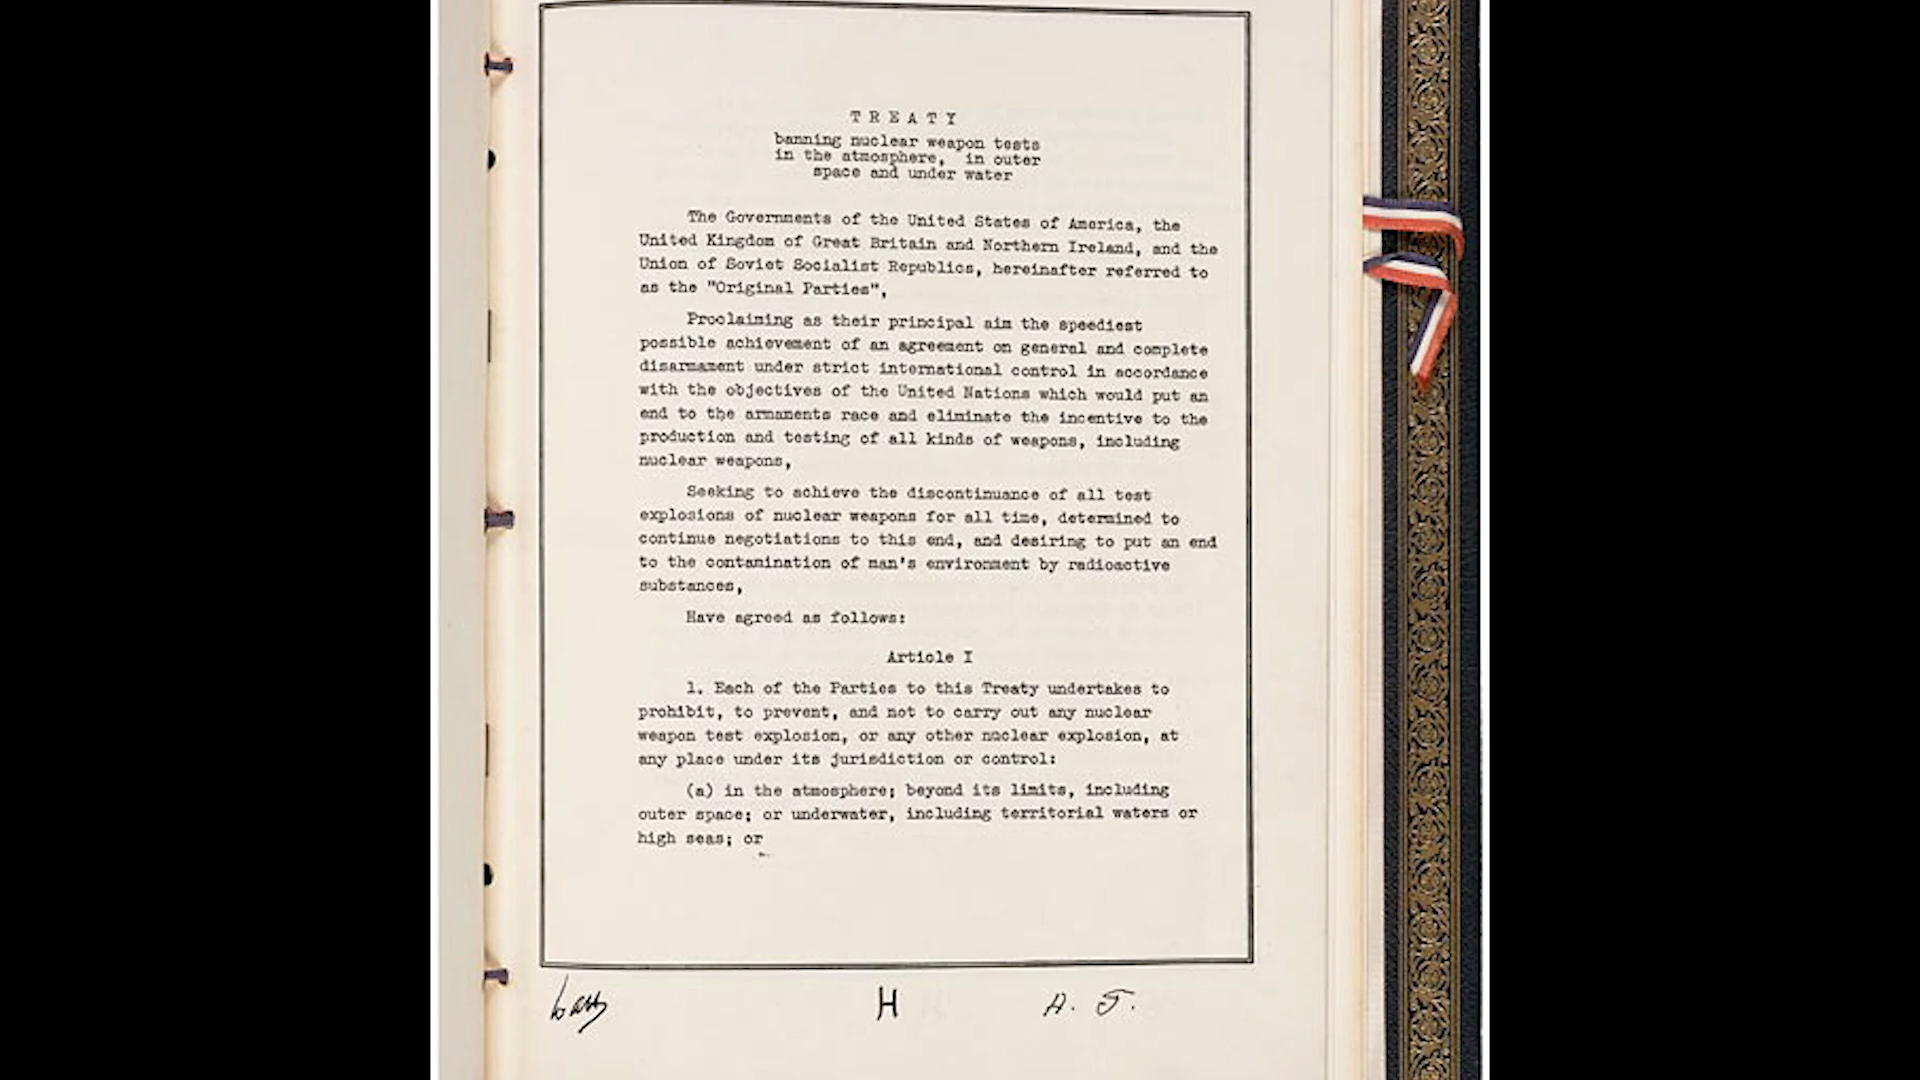 TREATY
banning nuclear weapon tests
in the atmosphere, in outer
space and under water
The Governments of the United States of America, the
United Kingdom of Great Britain and Northern Ireland, and the
Union of Soviet Socialist Republics, hereinafter referred to
as the "Original Parties",
Proclaiming as their principal aim the speediest
possible achievement of an agreement on general and complete
disarmament under strict international control in accordance
with the objectives of the United Nations which would put an
end to the armaments race and eliminate the incentive to the
production and testing of all kinds of weapons, including
nuclear weapons,
Seeking to achieve the discontinuance of all test
explosions of nuclear weapons for all time, determined to
continue negotiations to this end, and desiring to put an end
to the contamination of man's environment by radioactive
substances,
Have agreed as follows:
Article I
1. Each of the Parties to this Treaty undertakes to
prohibit, to prevent, and not to carry out any nuclear
weapon test explosion, or any other nuclear explosion, at
any place under its jurisdiction or control:
(a) in the atmosphere; beyond its limits, including
outer space; or underwater, including territorial waters or
high seas; or
H